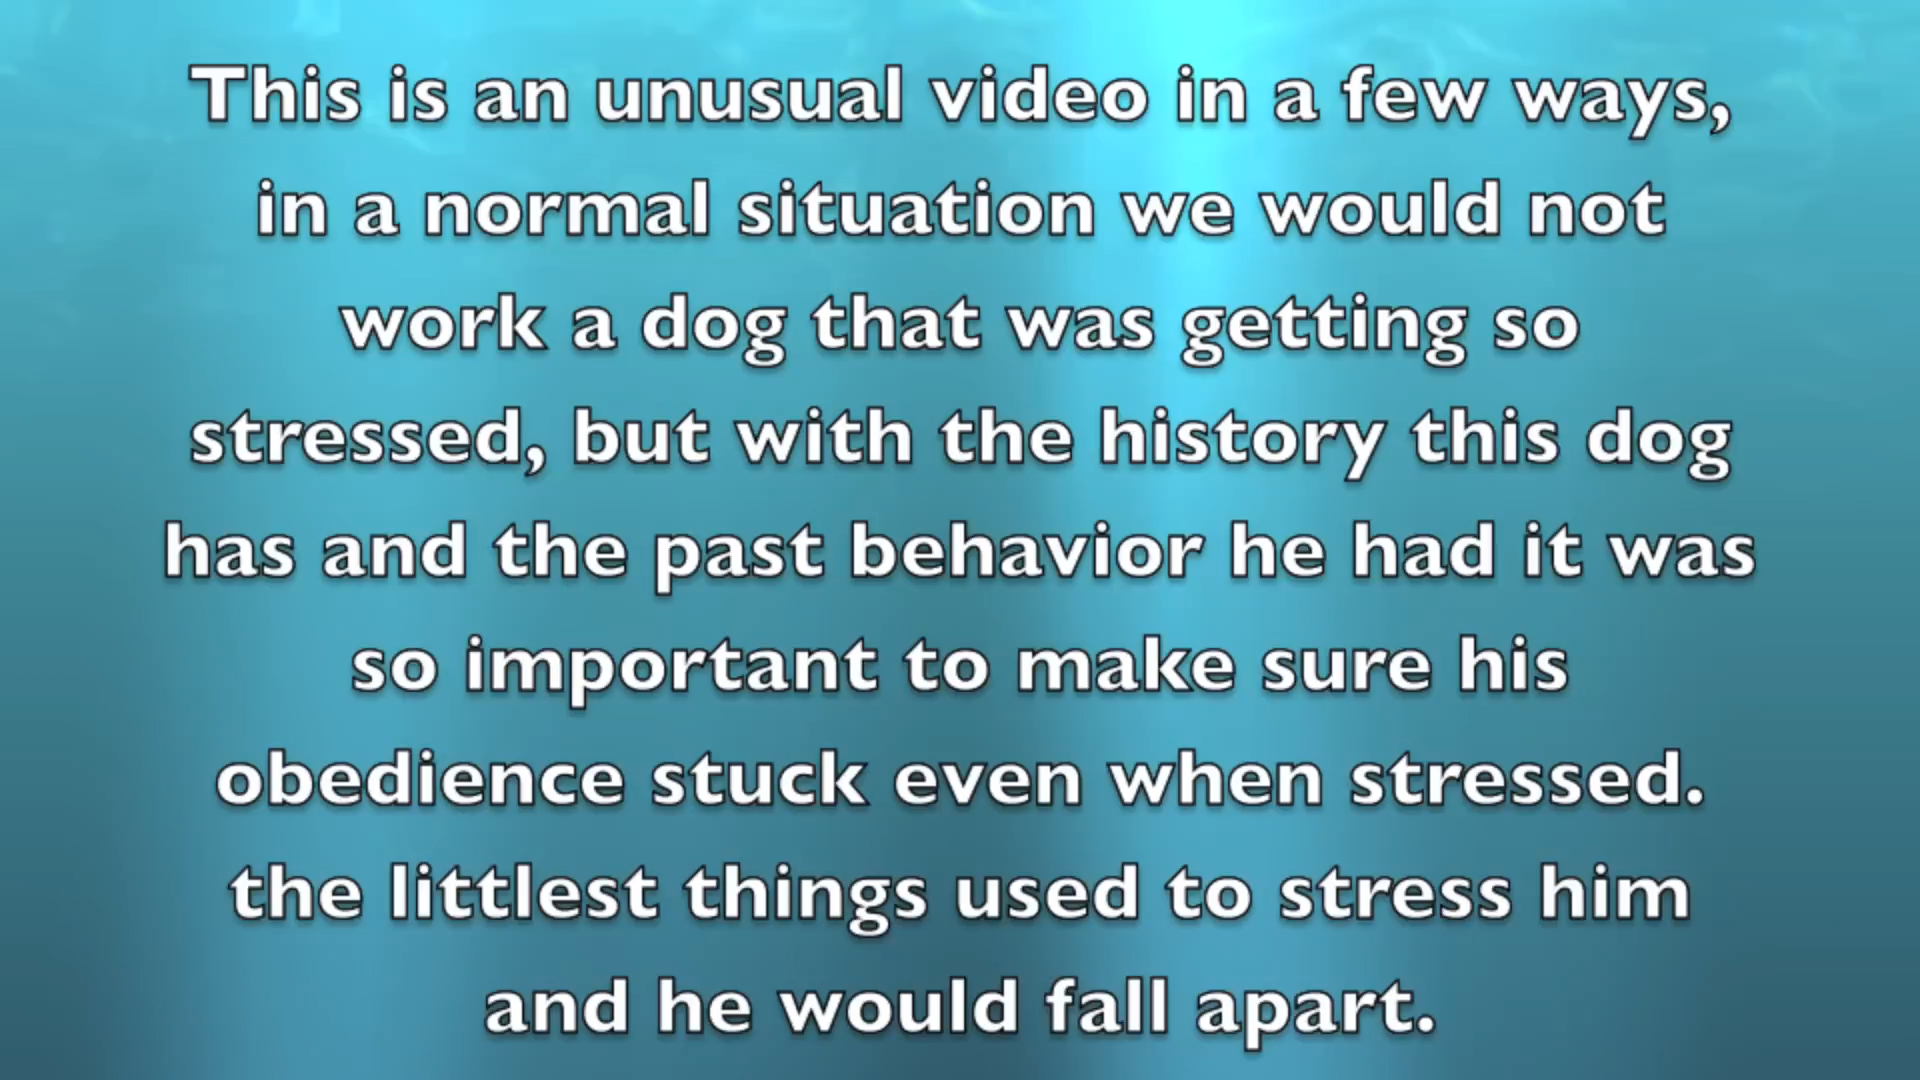 This is an unusual video in a few ways,
in a normal situation we would not
work a dog that was getting so
stressed, but with the history this dog
has and the past behavior he had it was
so important to make sure his
obedience stuck even when stressed.
the littlest things used to stress him
and he would fall apart.